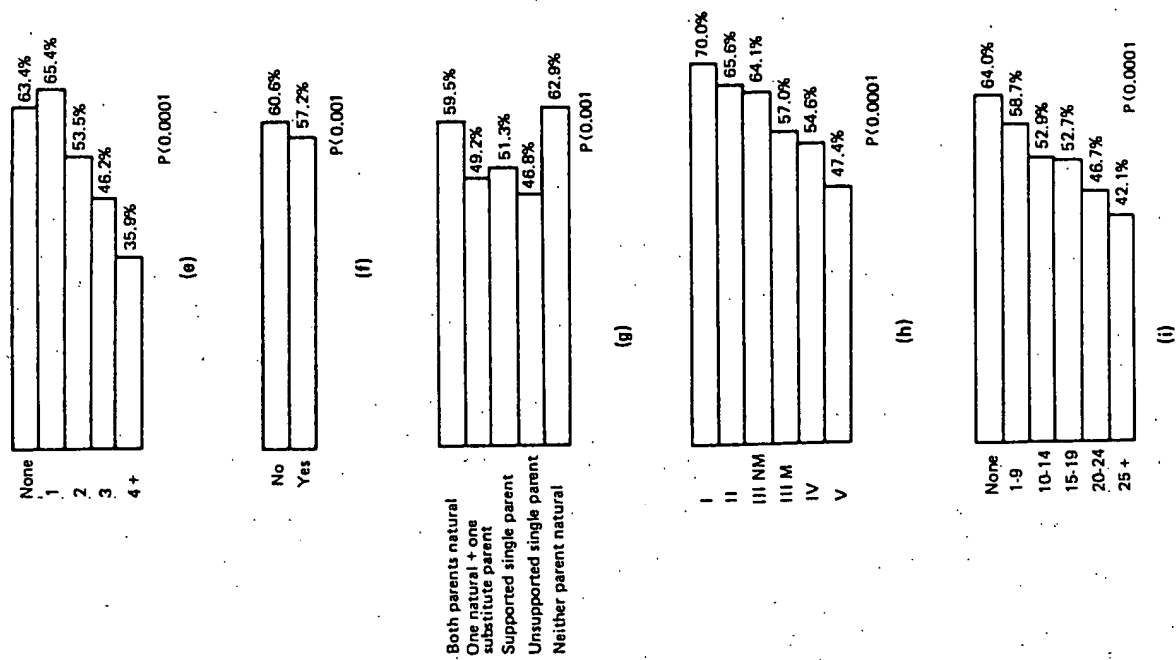 None 63.4%
1 65.4%
2 53.5%
3 46.2%
4 + 35.9%
P(0.0001
(e)
No 60.6%
Yes 57.2%
P(0.001
(f)
Both parents natural 59.5%
One natural + one
substitute parent 49.2%
Supported single parent 51.3%
Unsupported single parent 46.8%
Neither parent natural 62.9%
P(0.001
(g)
I 70.0%
II 65.6%
III NM 64.1%
III M 57.0%
IV 54.6%
V 47.4%
P(0.0001
(h)
None 64.0%
1-9 58.7%
10-14 52.9%
15-19 52.7%
20-24 46.7%
25 + 42.1%
P(0.0001
(i)